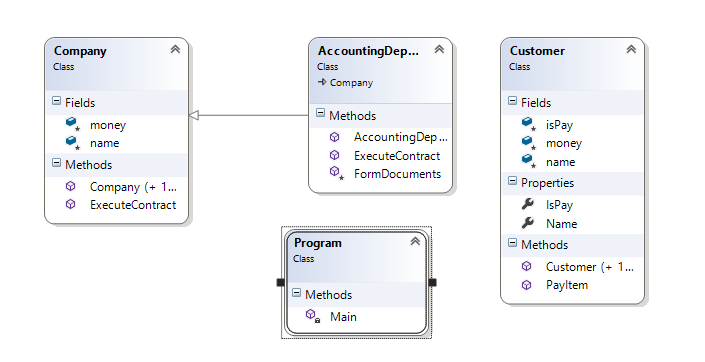 Company
Class
Fields
money
name
Methods
Company (+ 1...
ExecuteContract
AccountingDep...
Class
Company
Methods
AccountingDep...
ExecuteContract
FormDocuments
Customer
Class
Fields
isPay
money
name
Properties
IsPay
Name
Methods
Customer (+ 1...
PayItem
Program
Class
Methods
Main